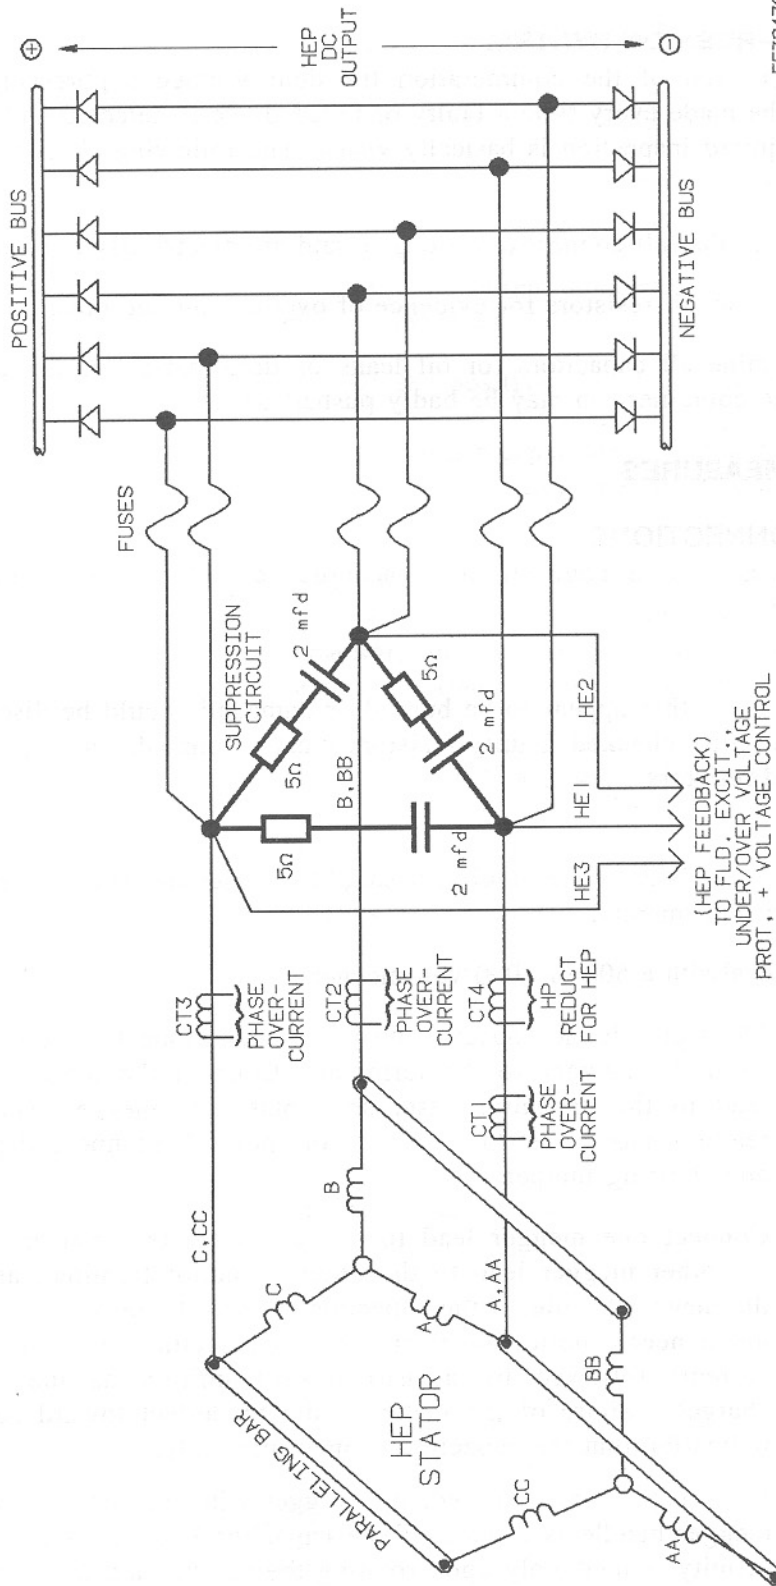 POSITIVE BUS
+
HEP
DC
OUTPUT
-
NEGATIVE BUS
FUSES
SUPPRESSION
CIRCUIT
5Ω
2 mfd
B,BB
5Ω
2 mfd
5Ω
2 mfd
HE3
HE1
HE2
(HEP FEEDBACK)
TO FLD. EXCIT.,
UNDER/OVER VOLTAGE
PROT. + VOLTAGE CONTROL
CT3
PHASE
OVER-
CURRENT
CT2
PHASE
OVER-
CURRENT
CT4
HP
REDUCT
FOR HEP
CT1
PHASE
OVER-
CURRENT
C,CC
B
C
A
A,AA
PARALLELING BAR
HEP
STATOR
CC
BB
AA